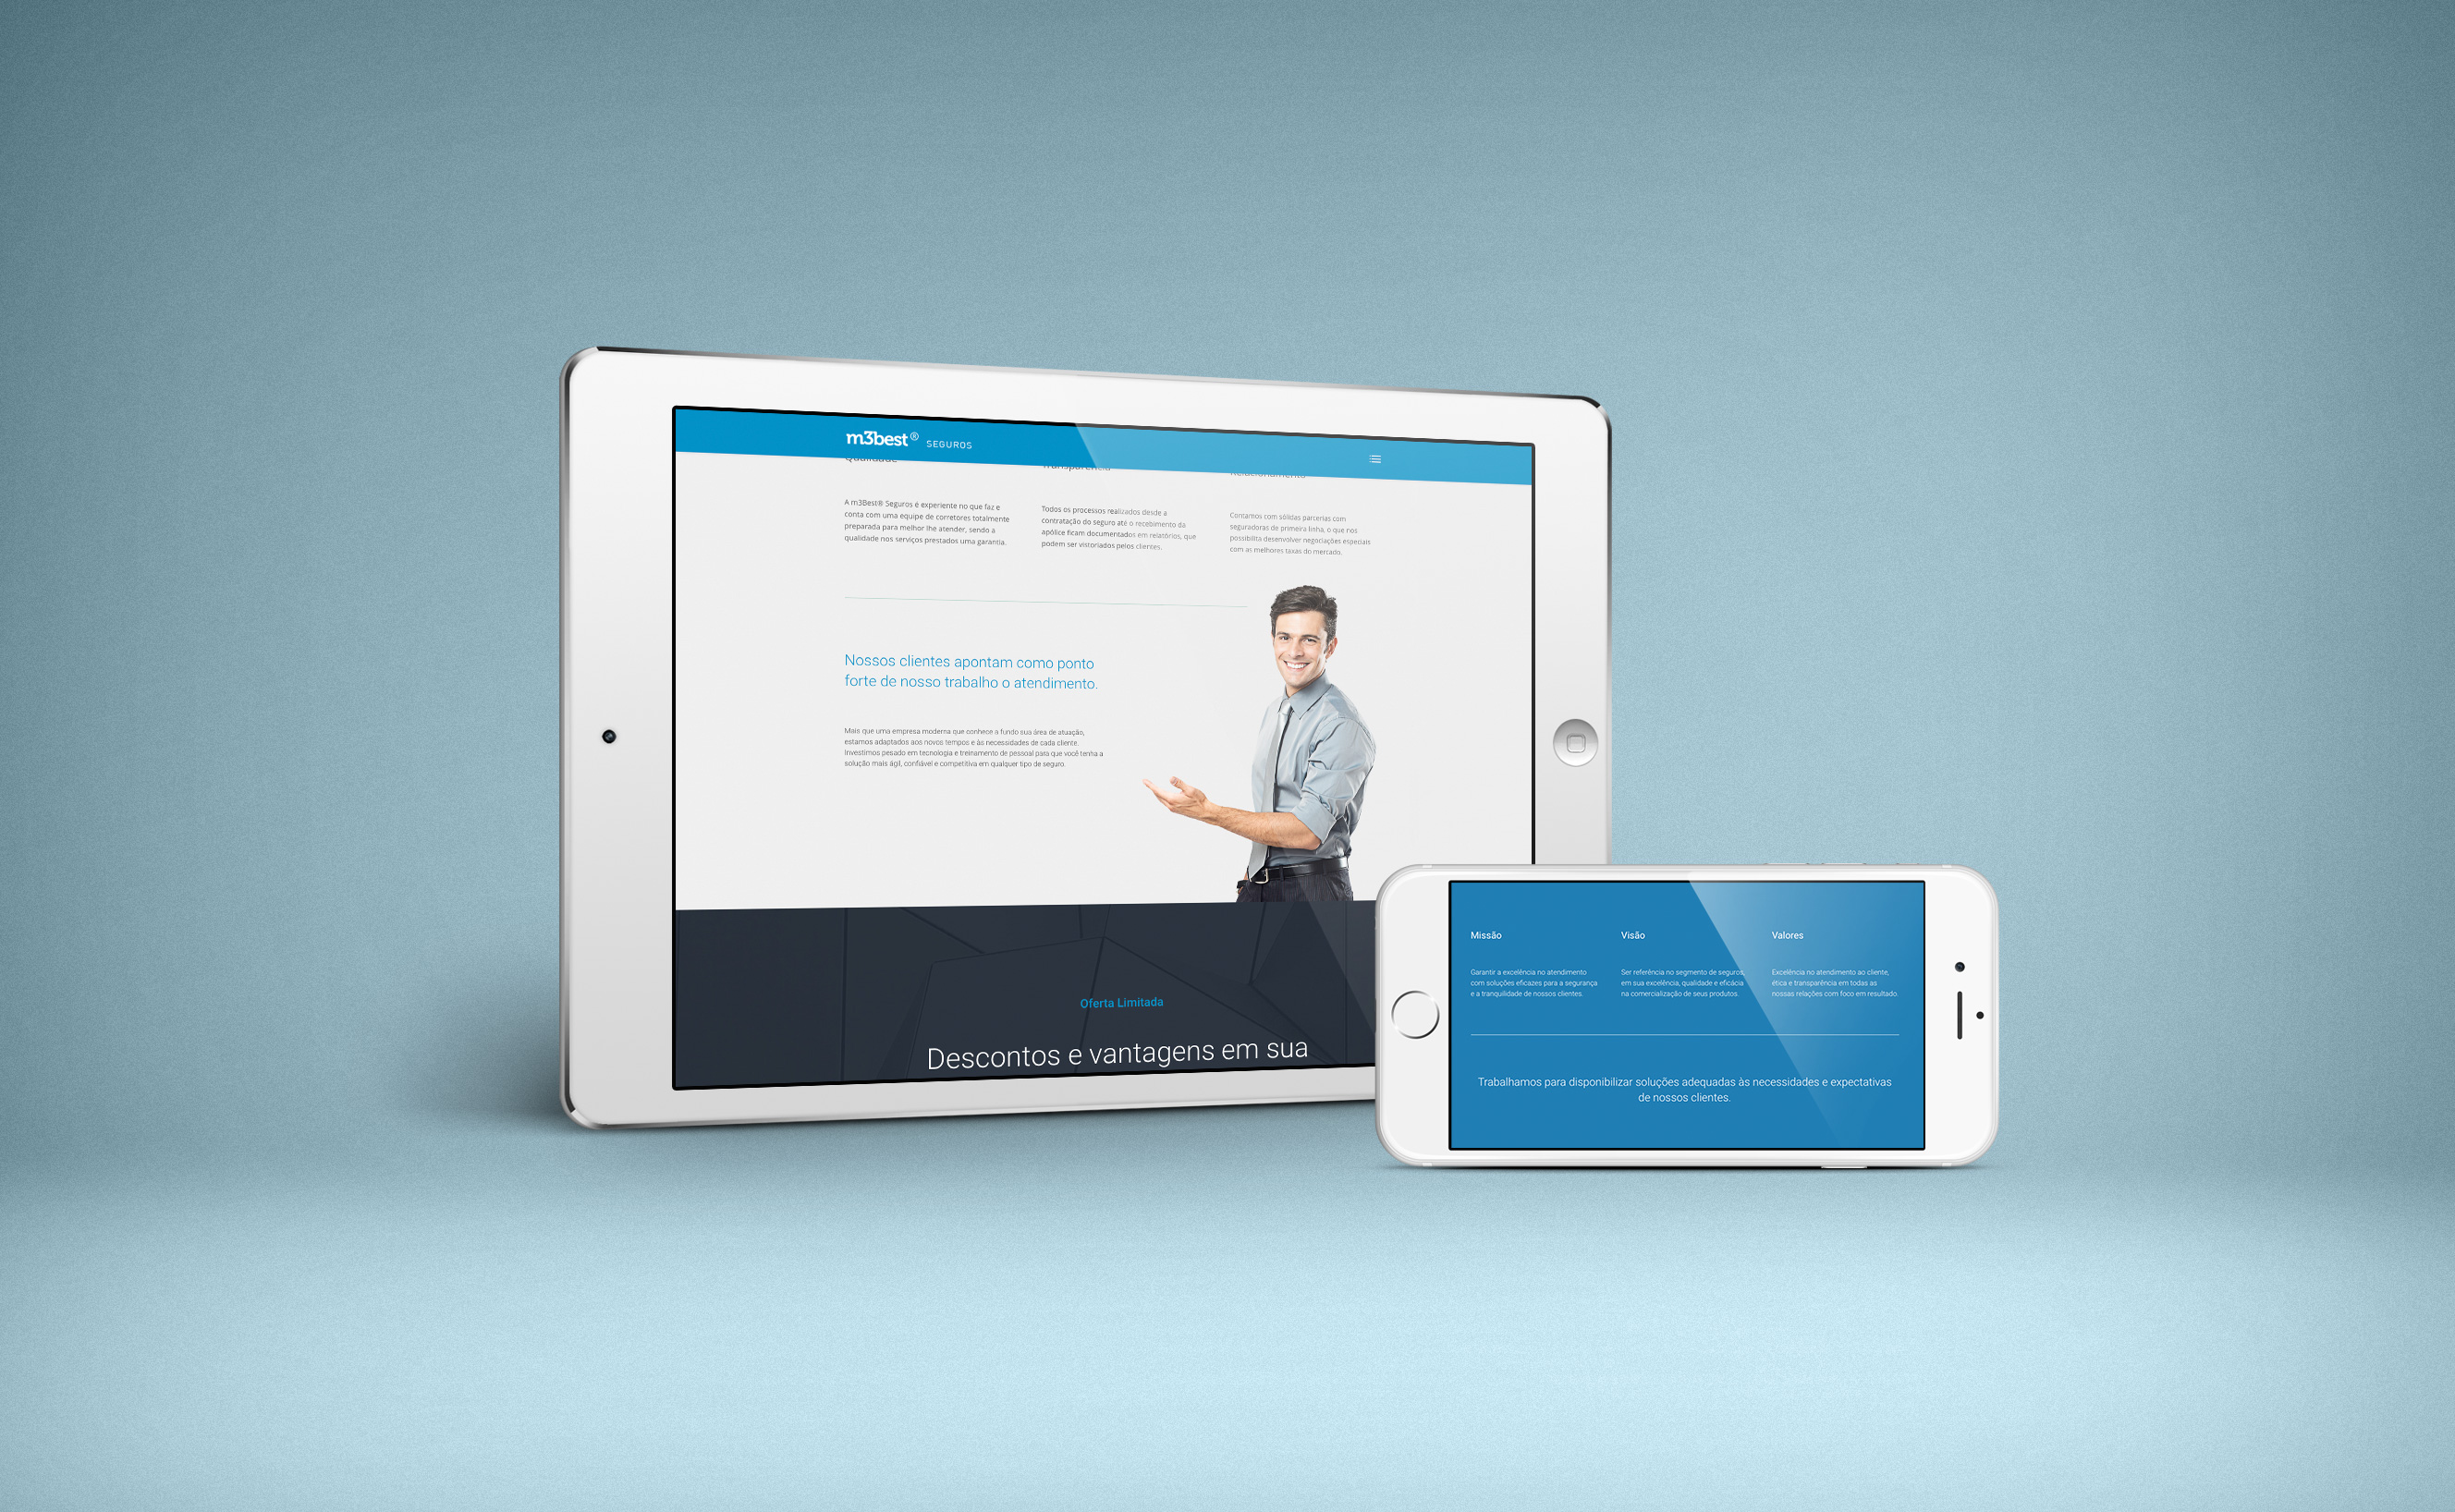 m3best® SEGUROS
Qualidade
Transparência
Relacionamento
A m3Best® Seguros é experiente no que faz e
conta com uma equipe de corretores totalmente
preparada para melhor lhe atender, sendo a
qualidade nos serviços prestados uma garantia.
Todos os processos realizados desde a
contratação do seguro até o recebimento da
apólice ficam documentados em relatórios, que
podem ser vistoriados pelos clientes.
Contamos com sólidas parcerias com
seguradoras de primeira linha, o que nos
possibilita desenvolver negociações especiais
com as melhores taxas do mercado.
Nossos clientes apontam como ponto
forte de nosso trabalho o atendimento.
Mais que uma empresa moderna que conhece a fundo sua área de atuação,
estamos adaptados aos novos tempos e às necessidades de cada cliente.
Investimos pesado em tecnologia e treinamento de pessoal para que você tenha a
solução mais ágil, confiável e competitiva em qualquer tipo de seguro.
Oferta Limitada
Descontos e vantagens em sua
Missão
Garantir a excelência no atendimento
com soluções eficazes para a segurança
e a tranquilidade de nossos clientes.
Visão
Ser referência no segmento de seguros,
em sua excelência, qualidade e eficácia
na comercialização de seus produtos.
Valores
Excelência no atendimento ao cliente,
ética e transparência em todas as
nossas relações com foco em resultado.
Trabalhamos para disponibilizar soluções adequadas às necessidades e expectativas
de nossos clientes.